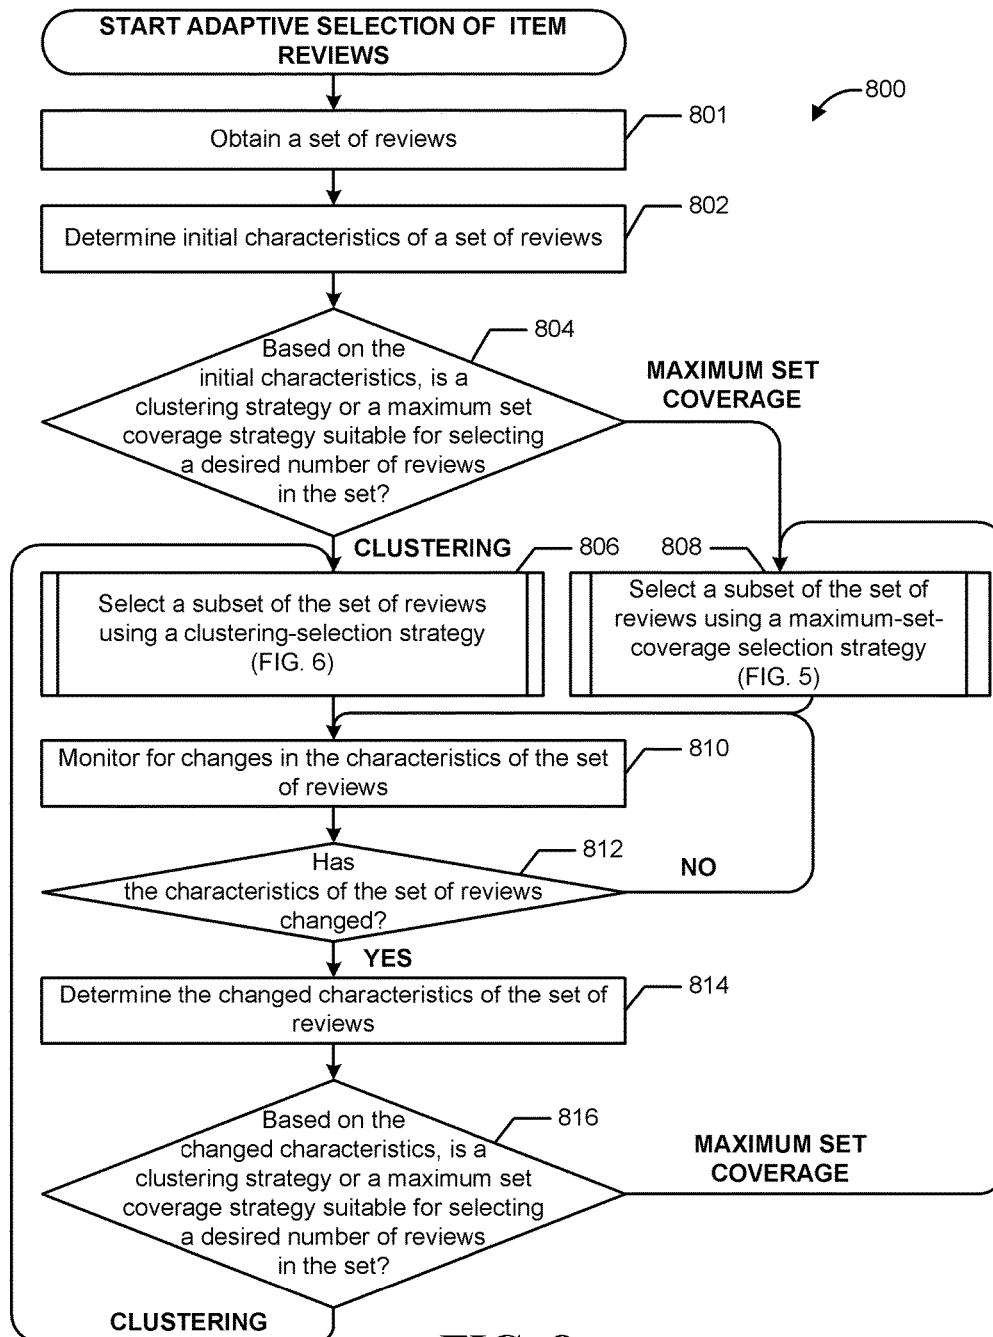 START ADAPTIVE SELECTION OF ITEM
REVIEWS
800
801
Obtain a set of reviews
802
Determine initial characteristics of a set of reviews
804
Based on the
initial characteristics, is a
clustering strategy or a maximum set
coverage strategy suitable for selecting
a desired number of reviews
in the set?
MAXIMUM SET
COVERAGE
CLUSTERING
806
808
Select a subset of the set of reviews
using a clustering-selection strategy
(FIG. 6)
Select a subset of the set of
reviews using a maximum-set-
coverage selection strategy
(FIG. 5)
810
Monitor for changes in the characteristics of the set
of reviews
812
Has
the characteristics of the set of reviews
changed?
NO
YES
814
Determine the changed characteristics of the set of
reviews
816
Based on the
changed characteristics, is a
clustering strategy or a maximum set
coverage strategy suitable for selecting
a desired number of reviews
in the set?
MAXIMUM SET
COVERAGE
CLUSTERING